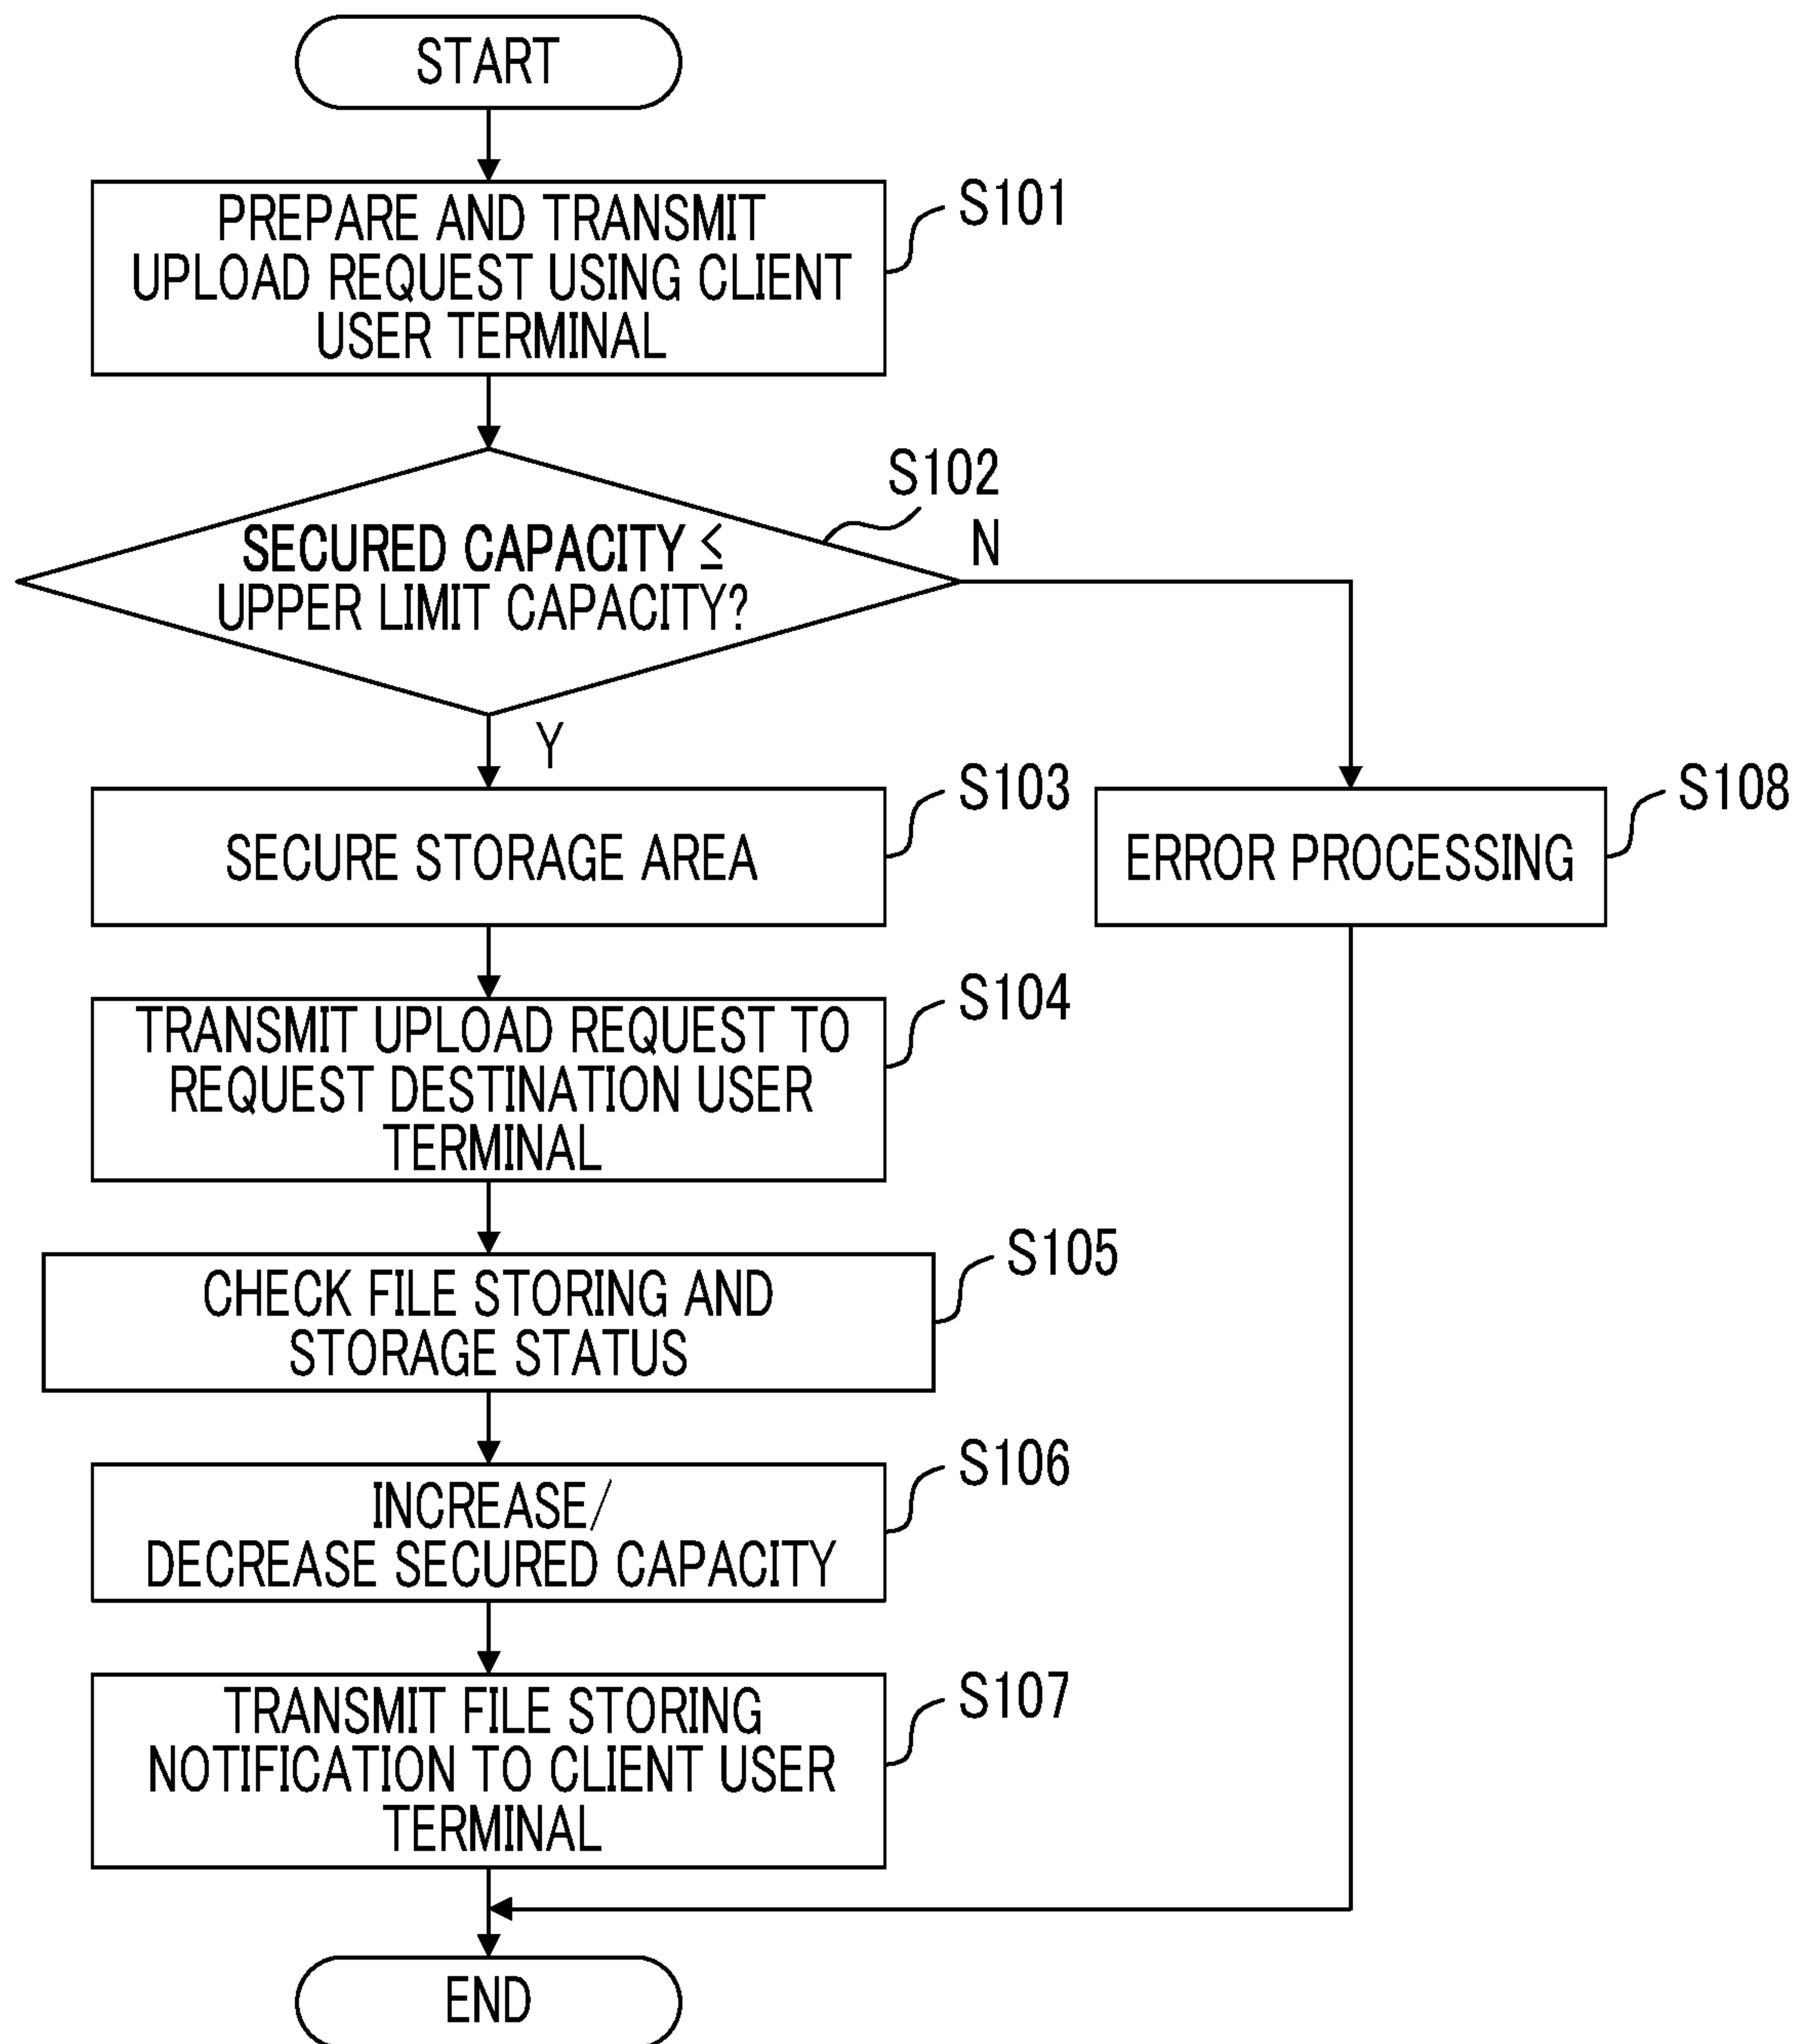 START
PREPARE AND TRANSMIT
UPLOAD REQUEST USING CLIENT
USER TERMINAL
S101
S102
SECURED CAPACITY ≤
UPPER LIMIT CAPACITY?
N
Y
SECURE STORAGE AREA
S103
ERROR PROCESSING
S108
TRANSMIT UPLOAD REQUEST TO
REQUEST DESTINATION USER
TERMINAL
S104
CHECK FILE STORING AND
STORAGE STATUS
S105
INCREASE/
DECREASE SECURED CAPACITY
S106
TRANSMIT FILE STORING
NOTIFICATION TO CLIENT USER
TERMINAL
S107
END